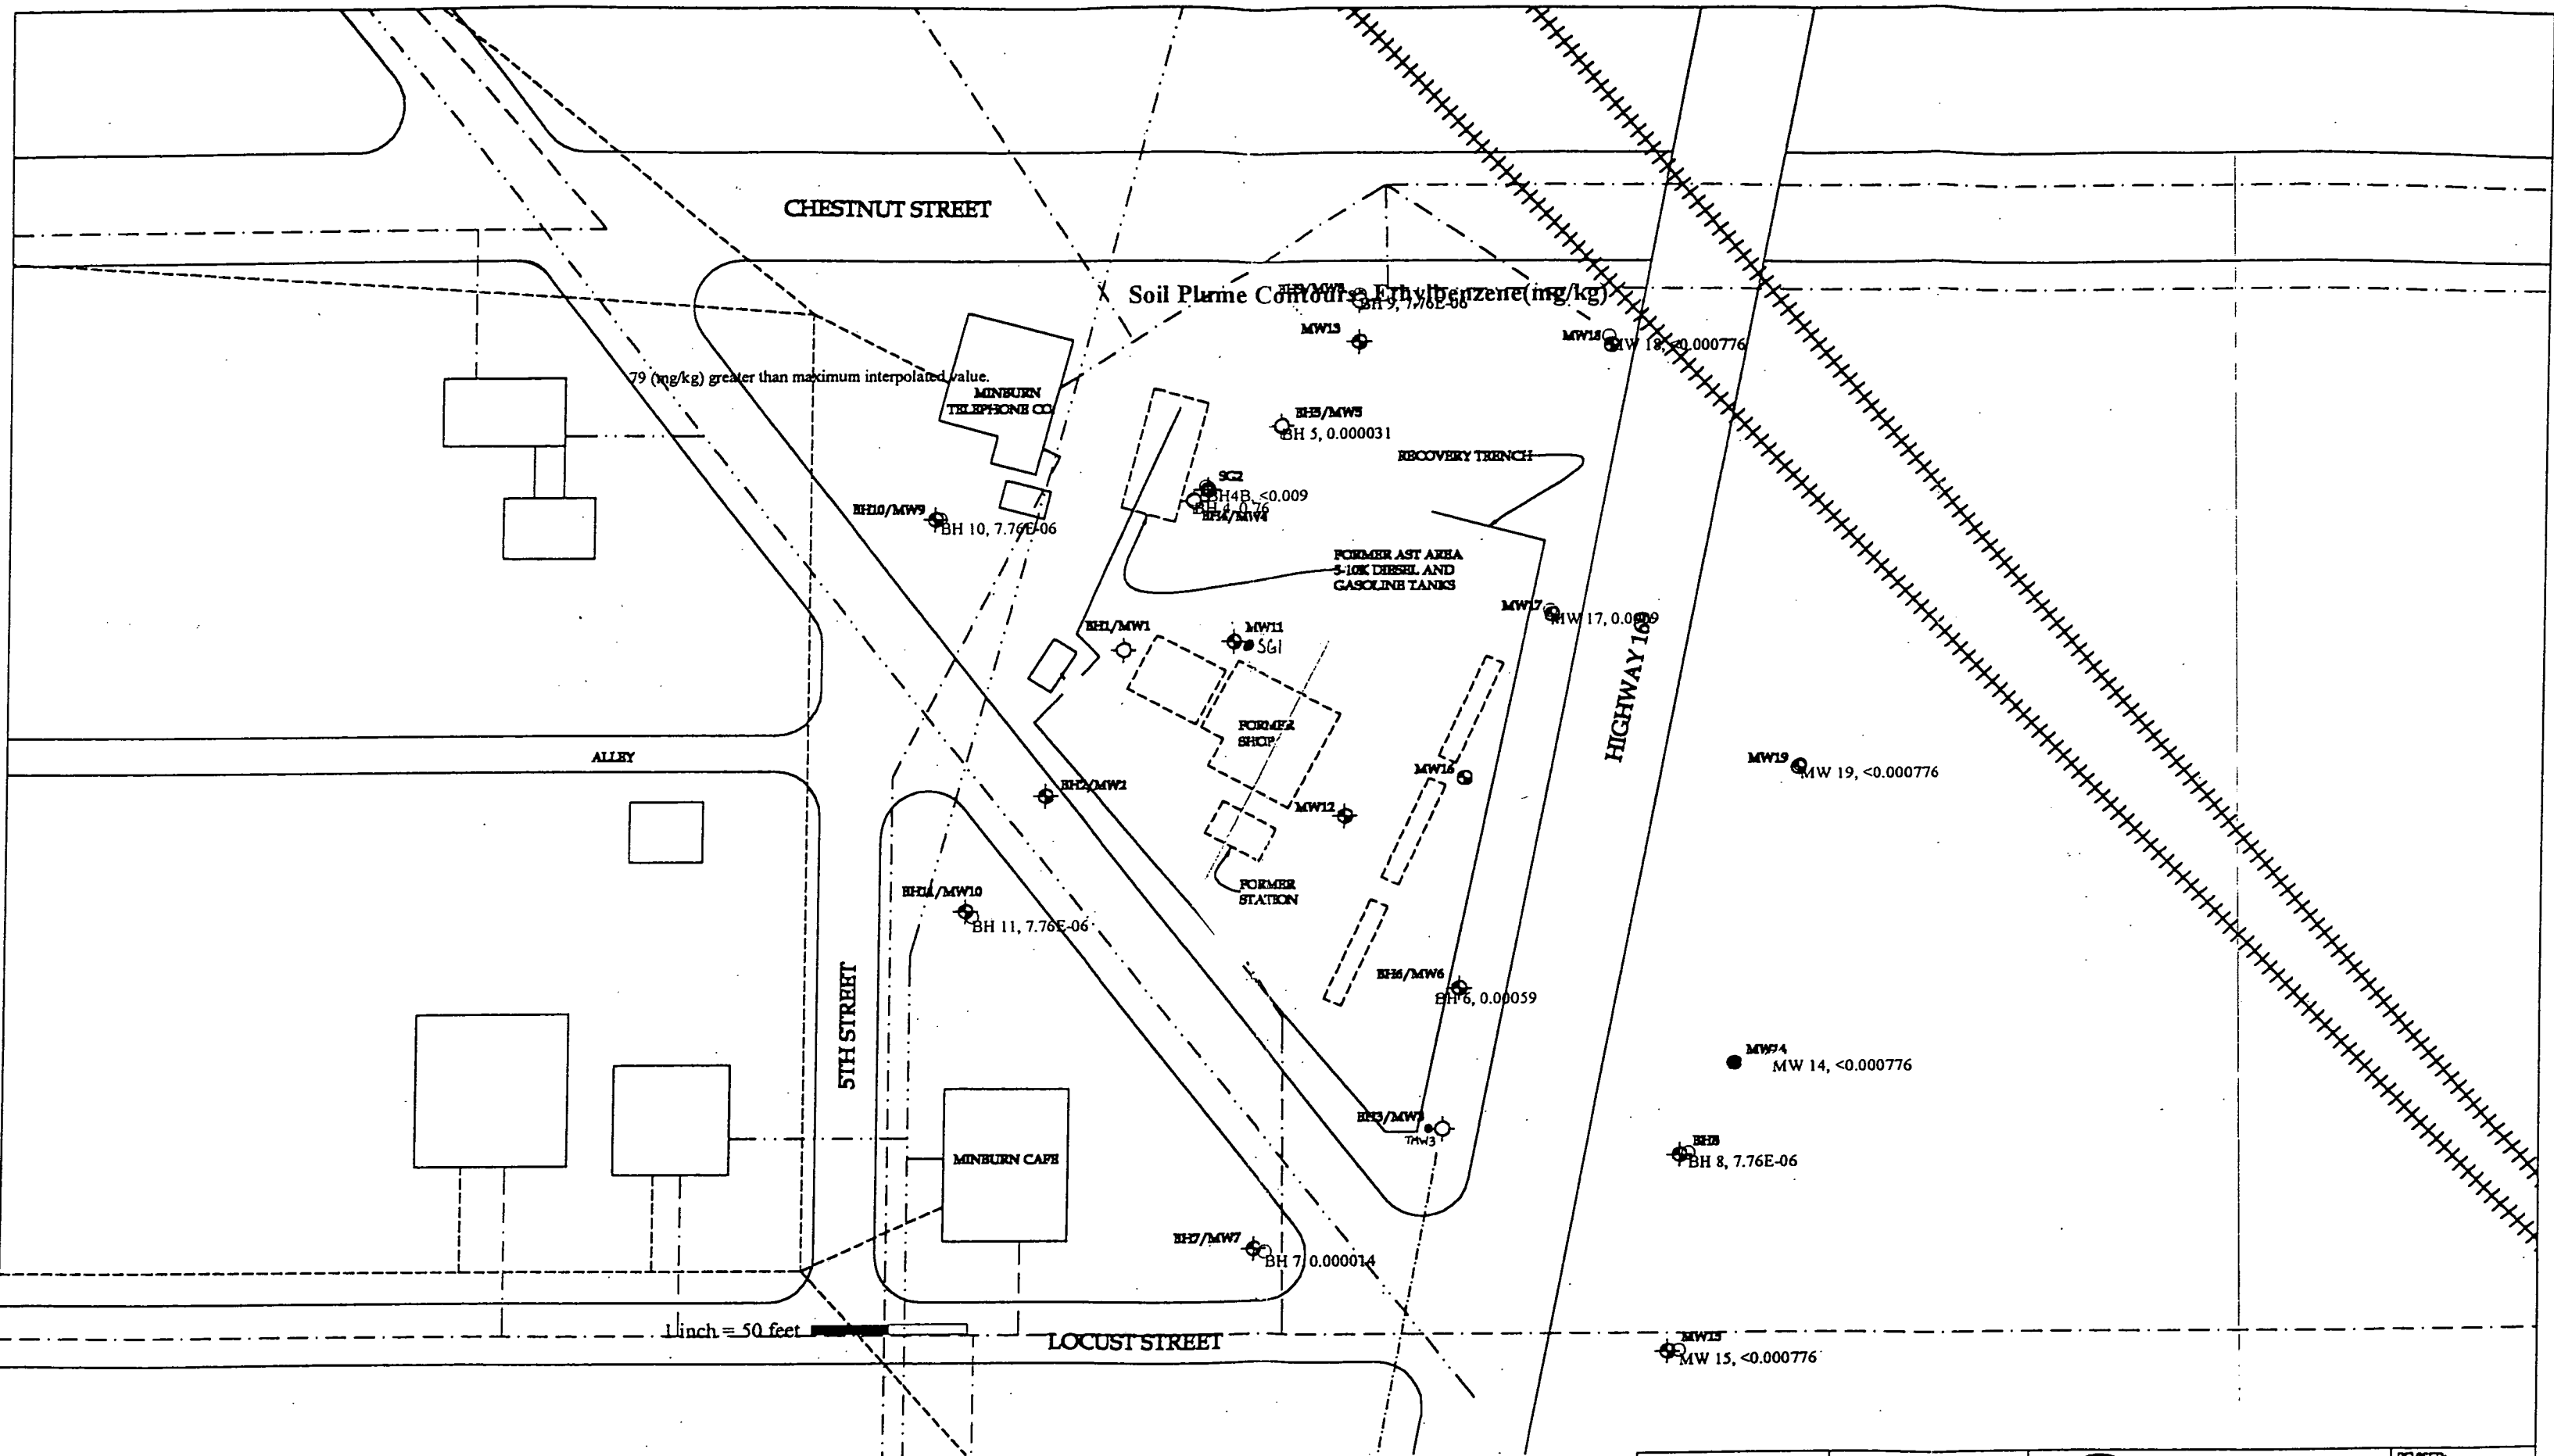 CHESTNUT STREET
Soil Plume Contours - Ethylbenzene(mg/kg)
BH 9, 7.76E-06
MW13
MW18
MW 18, <0.000776
79 (mg/kg) greater than maximum interpolated value.
MINBURN
TELEPHONE CO.
BH5/MW5
BH 5, 0.000031
RECOVERY TRENCH
SG2
BH4B, <0.009
BH 4, 0.76
BH4/MW4
BH10/MW9
BH 10, 7.76E-06
FORMER AST AREA
5-10K DIESEL AND
GASOLINE TANKS
MW17
BH1/MW1
MW11
SG1
HIGHWAY 169
FORMER
SHOP
ALLEY
MW19
MW 19, <0.000776
MW16
BH2/MW2
MW12
FORMER
STATION
BH11/MW10
BH 11, 7.76E-06
5TH STREET
BH6/MW6
BH 6, 0.00059
MW14
MW 14, <0.000776
BH3/MW3
TMW3
BH8
BH 8, 7.76E-06
MINBURN CAFE
BH7/MW7
BH 7, 0.000014
1 inch = 50 feet
LOCUST STREET
MW15
MW 15, <0.000776